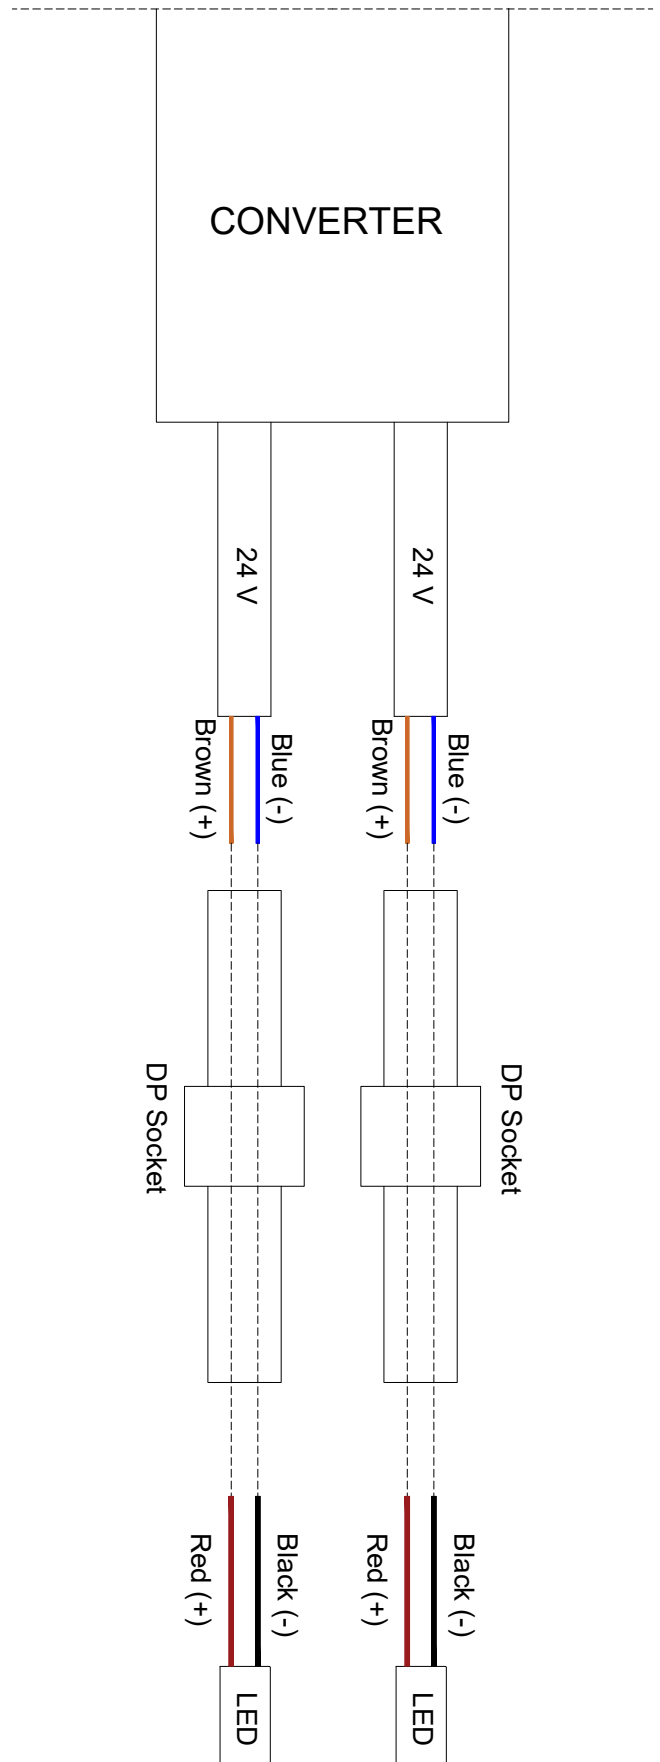 CONVERTER
24 V
24 V
Brown (+)
Blue (-)
Brown (+)
Blue (-)
DP Socket
DP Socket
Red (+)
Black (-)
Red (+)
Black (-)
LED
LED